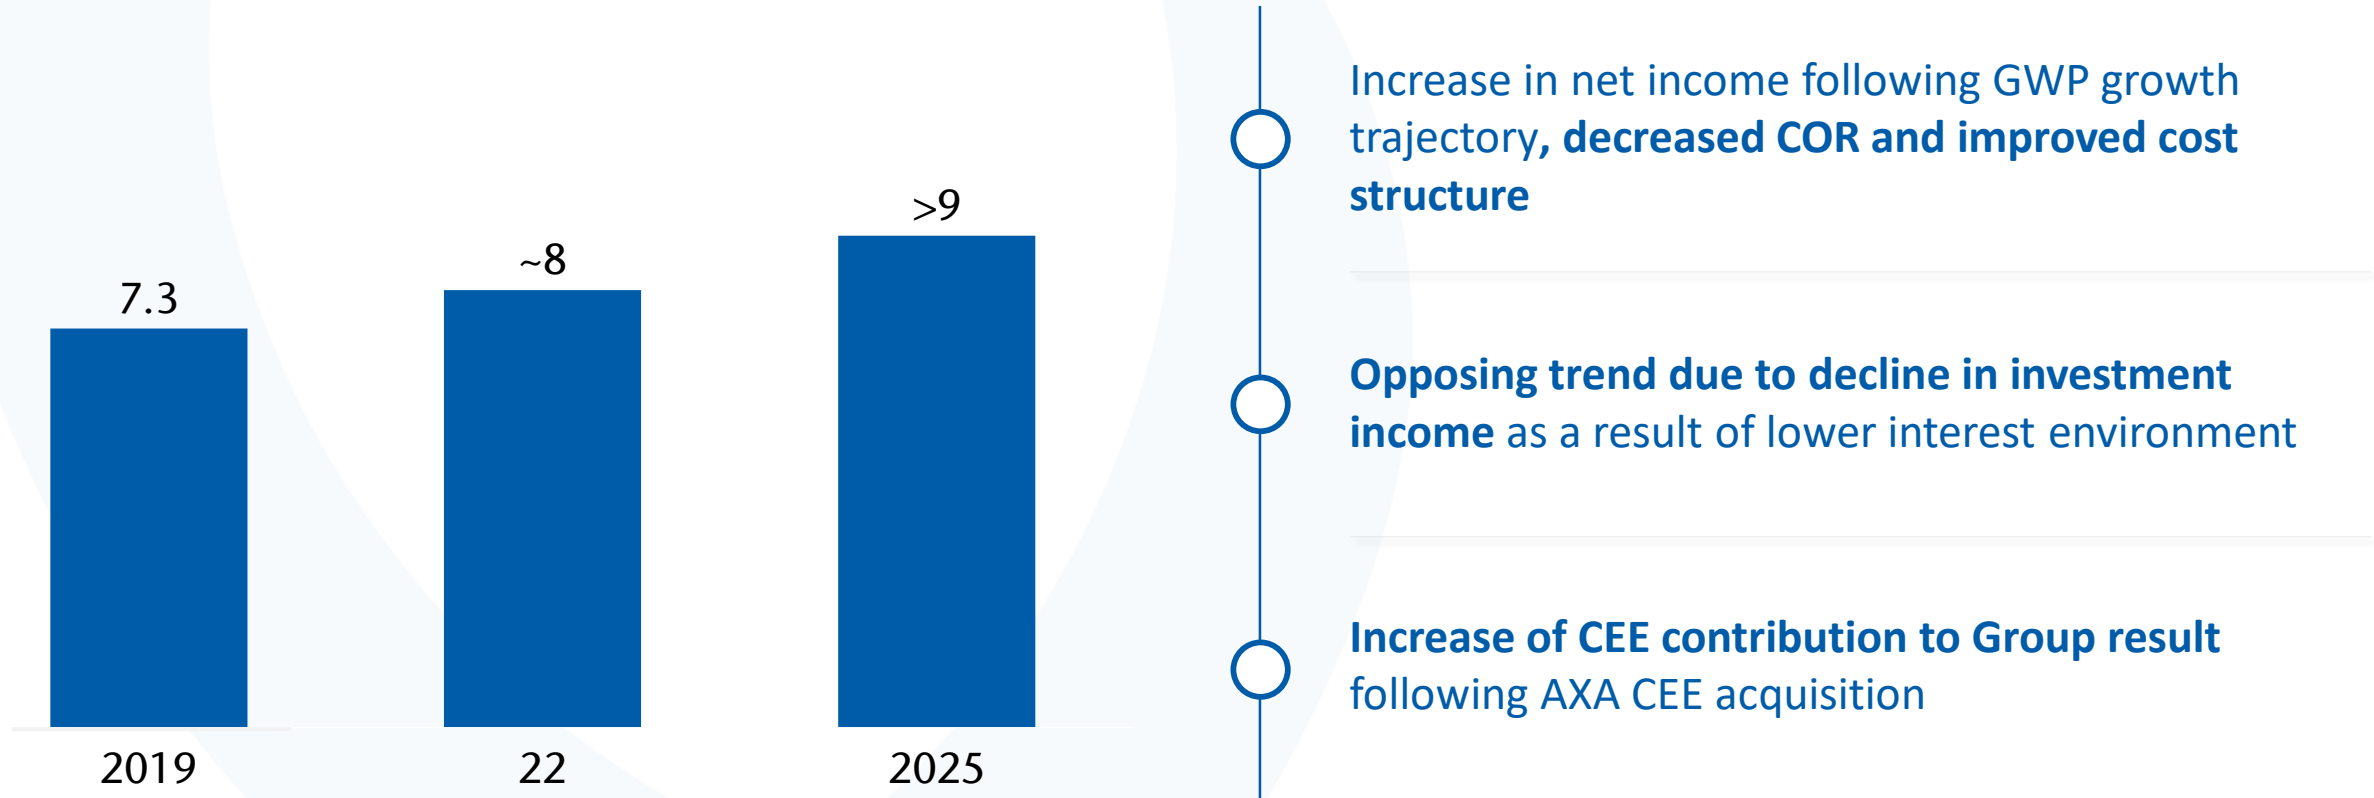 7.3
~8
>9
2019
22
2025
Increase in net income following GWP growth
trajectory, decreased COR and improved cost
structure
Opposing trend due to decline in investment
income as a result of lower interest environment
Increase of CEE contribution to Group result
following AXA CEE acquisition